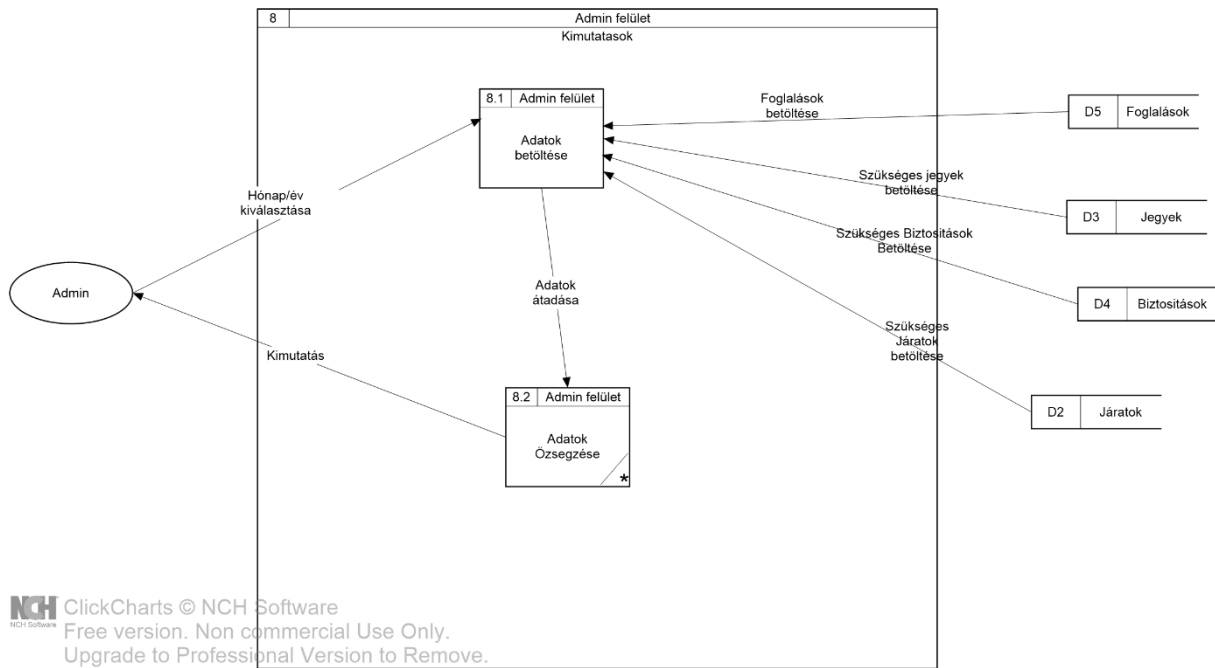 8 Admin felület
Kimutatasok
8.1 Admin felület
Adatok
betöltése
Foglalások
betöltése
D5 Foglalások
Szükséges jegyek
betöltése
D3 Jegyek
Hónap/év
kiválasztása
Szükséges Biztositások
Betöltése
D4 Biztositások
Admin
Adatok
átadása
Szükséges
Járatok
betöltése
Kimutatás
D2 Járatok
8.2 Admin felület
Adatok
Özsegzése
*
NCH ClickCharts © NCH Software
NCH Software
Free version. Non commercial Use Only.
Upgrade to Professional Version to Remove.